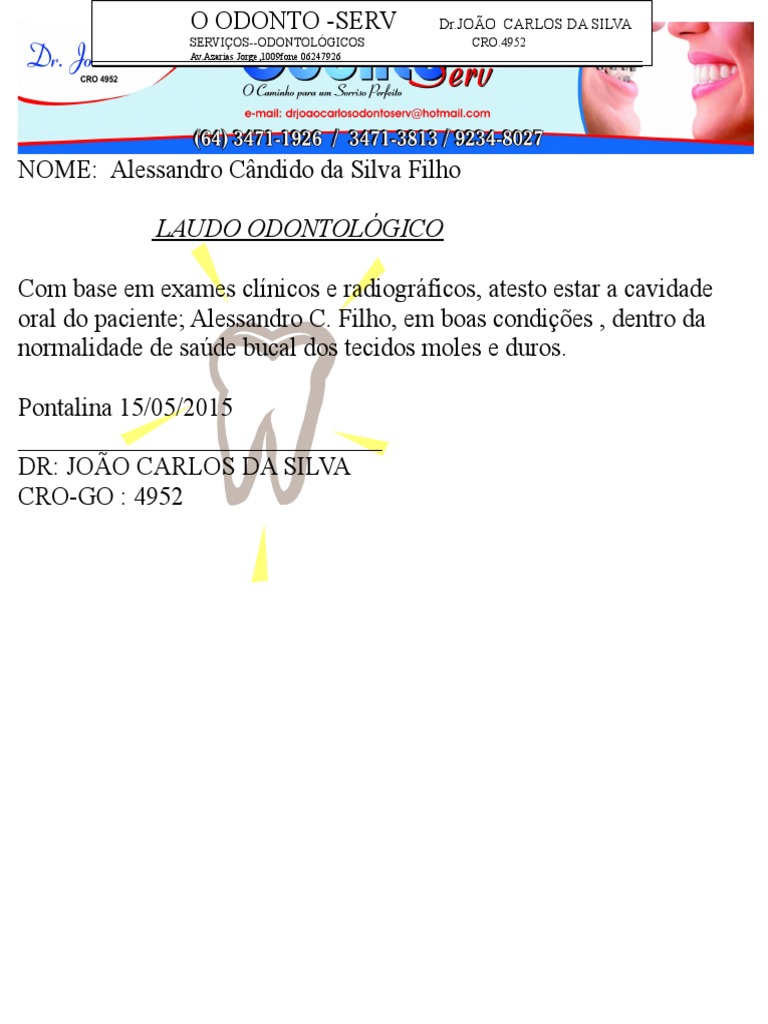 O ODONTO -SERV
Dr.JOÃO CARLOS DA SILVA
SERVIÇOS--ODONTOLÓGICOS
CRO.4952
Av.Azarias Jorge ,1009fone 06247926
Dr. Jo
CRO 4952
Serv
O Caminho para um Sorriso Perfeito
e-mail: drjoaocarlosodontoserv@hotmail.com
(64) 3471-1926 / 3471-3813 / 9234-8027
NOME: Alessandro Cândido da Silva Filho
LAUDO ODONTOLÓGICO
Com base em exames clínicos e radiográficos, atesto estar a cavidade
oral do paciente; Alessandro C. Filho, em boas condições , dentro da
normalidade de saúde bucal dos tecidos moles e duros.
Pontalina 15/05/2015
DR: JOÃO CARLOS DA SILVA
CRO-GO : 4952